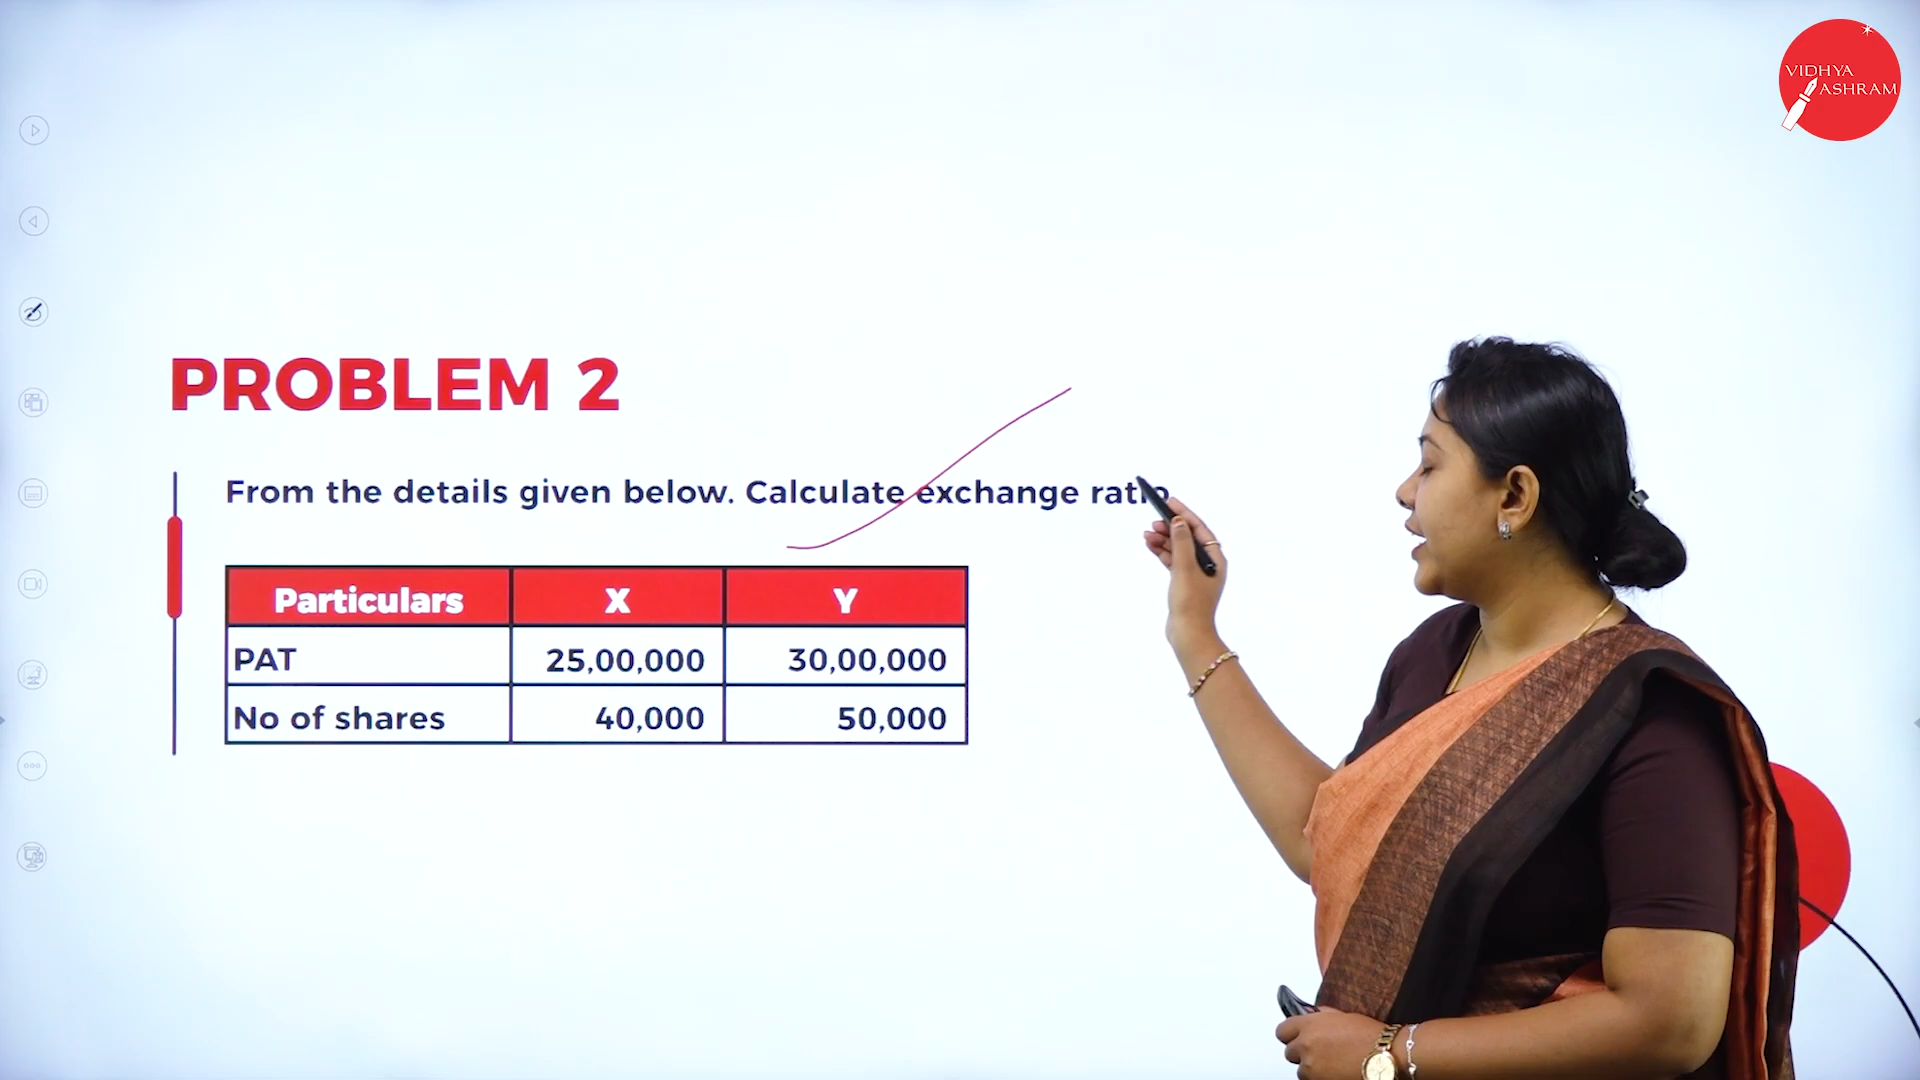 VIDHYA
ASHRAM
PROBLEM 2
From the details given below. Calculate exchange ratio
Particulars X Y
PAT 25,00,000 30,00,000
No of shares 40,000 50,000